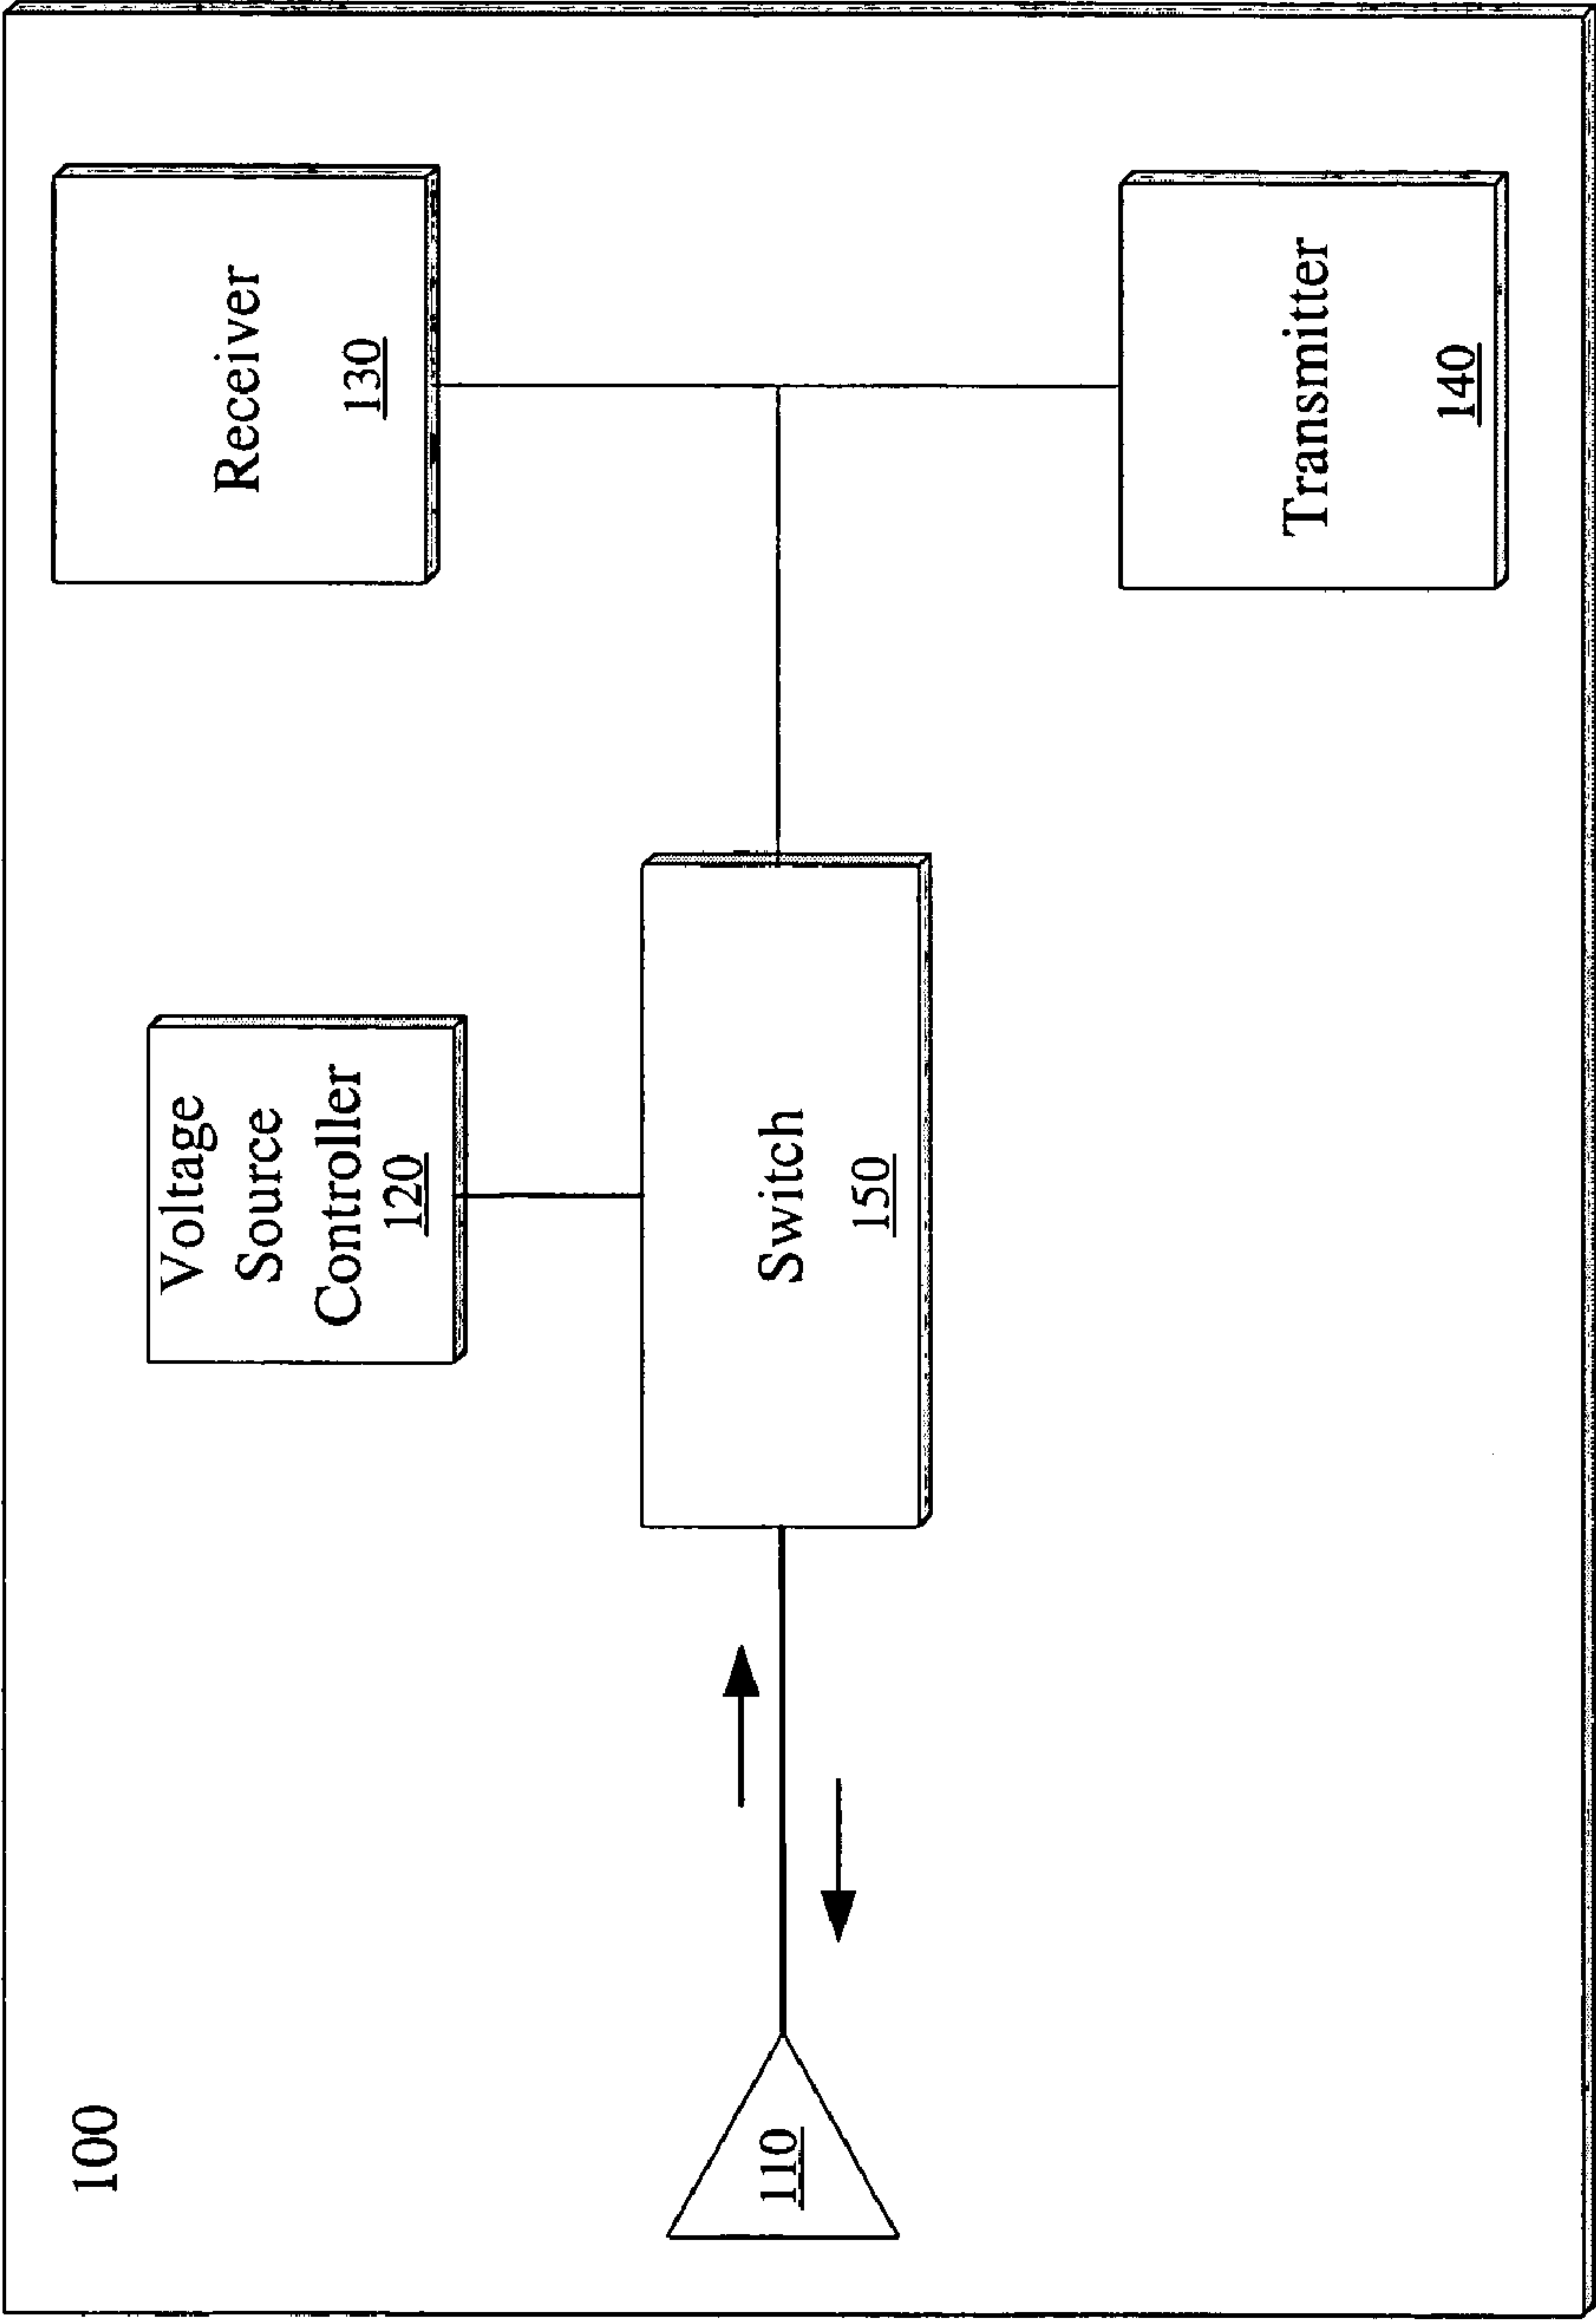 100
Voltage
Source
Controller
120
Receiver
130
110
Switch
150
Transmitter
140